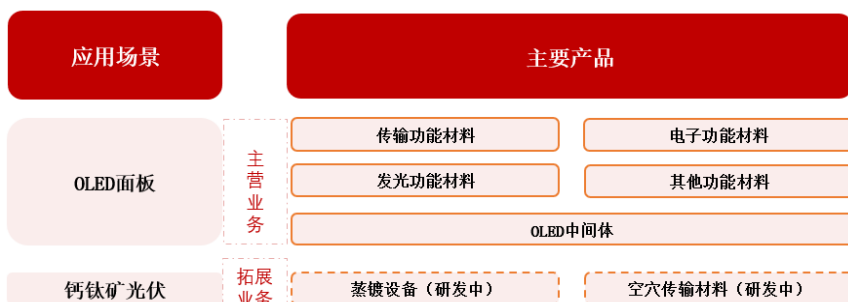 应用场景
主要产品
OLED面板
主
营
业
务
传输功能材料
电子功能材料
发光功能材料
其他功能材料
OLED中间体
钙钛矿光伏
拓展
业务
蒸镀设备（研发中）
空穴传输材料（研发中）